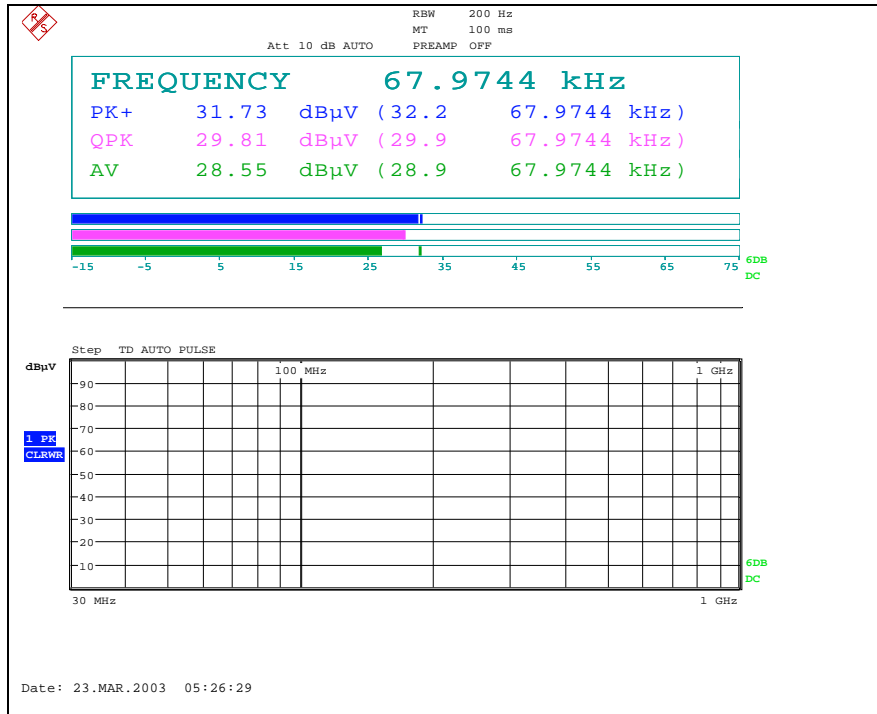 R S
RBW 200 Hz
MT 100 ms
Att 10 dB AUTO PREAMP OFF
FREQUENCY 67.9744 kHz
PK+ 31.73 dBµV (32.2 67.9744 kHz)
QPK 29.81 dBµV (29.9 67.9744 kHz)
AV 28.55 dBµV (28.9 67.9744 kHz)
-15 -5 5 15 25 35 45 55 65 75
6DB
DC
Step TD AUTO PULSE
dBµV
100 MHz 1 GHz
90
80
70
1 PK
CLRWR
60
50
40
30
20
10
6DB
DC
30 MHz 1 GHz
Date: 23.MAR.2003 05:26:29